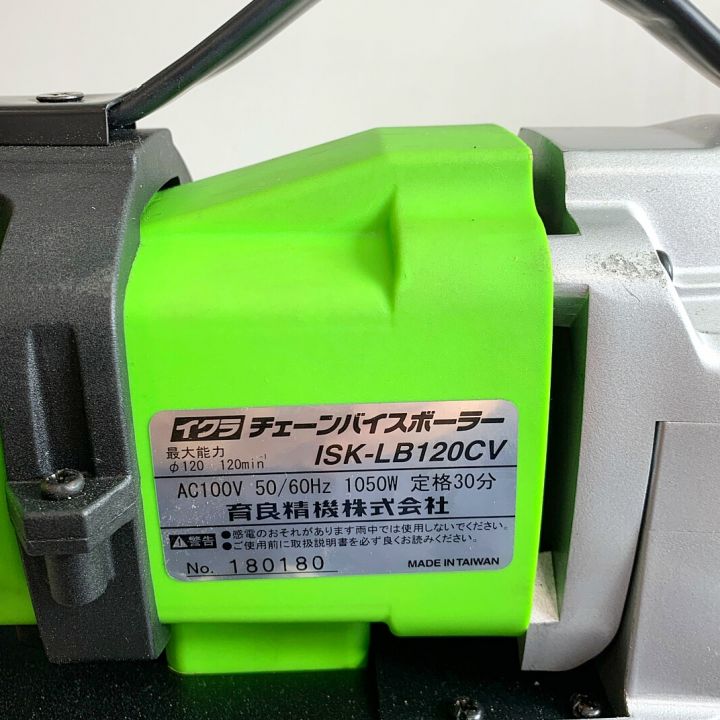 イクラ チェーンバイスボーラー
最大能力 ISK-LB120CV
φ120 120min⁻¹
AC100V 50/60Hz 1050W 定格30分
育良精機株式会社
⚠警告 ●感電のおそれがあります雨中では使用しないでください。
●ご使用前に取扱説明書を必ず良くお読みください。
No. 180180 MADE IN TAIWAN